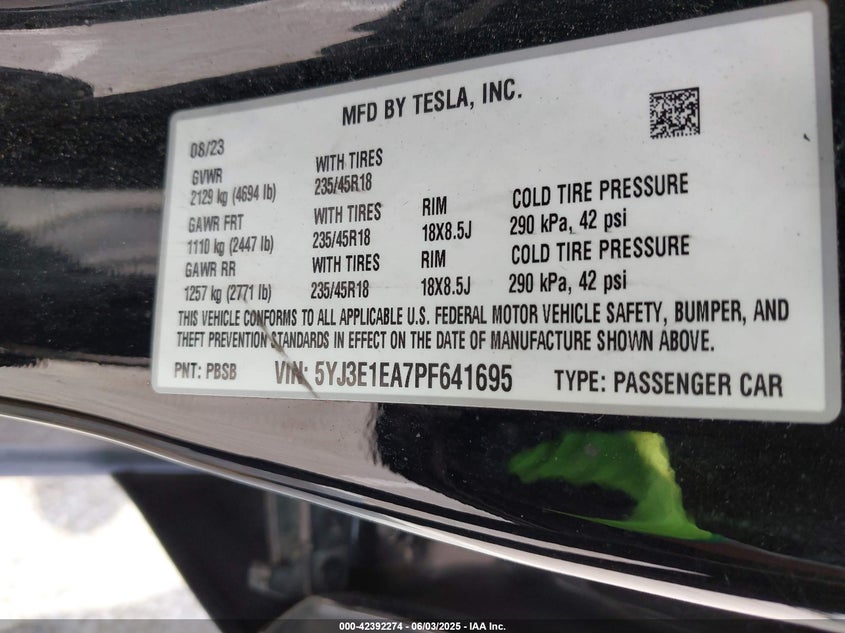 MFD BY TESLA, INC.
08/23
GVWR WITH TIRES
2129 kg (4694 lb) 235/45R18
GAWR FRT WITH TIRES RIM COLD TIRE PRESSURE
1110 kg (2447 lb) 235/45R18 18X8.5J 290 kPa, 42 psi
GAWR RR WITH TIRES RIM COLD TIRE PRESSURE
1257 kg (2771 lb) 235/45R18 18X8.5J 290 kPa, 42 psi
THIS VEHICLE CONFORMS TO ALL APPLICABLE U.S. FEDERAL MOTOR VEHICLE SAFETY, BUMPER, AND
THEFT PREVENTION STANDARDS IN EFFECT ON THE DATE OF MANUFACTURE SHOWN ABOVE.
PNT: PBSB VIN: 5YJ3E1EA7PF641695 TYPE: PASSENGER CAR
000-42392274 - 06/03/2025 - IAA Inc.